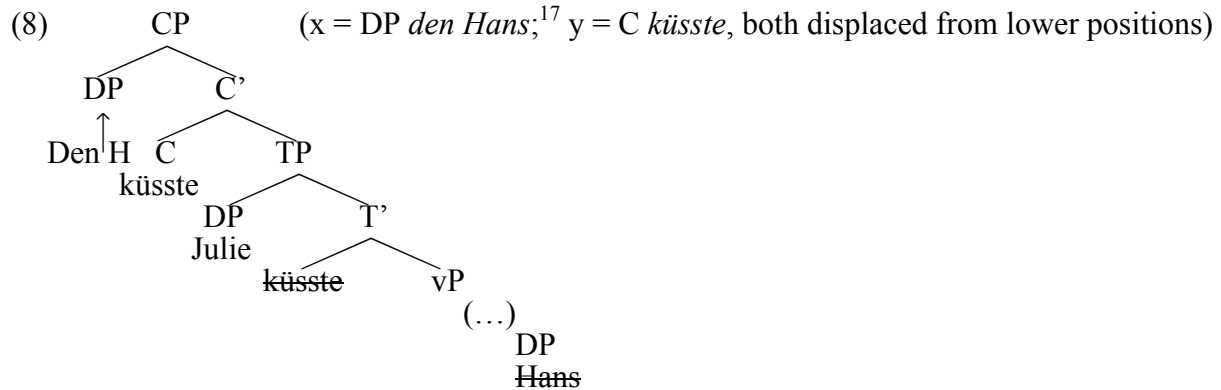 (8) CP (x = DP den Hans;17 y = C küsste, both displaced from lower positions)
DP C’
Den H C TP
küsste
DP T’
Julie
küsste vP
(…)
DP
Hans